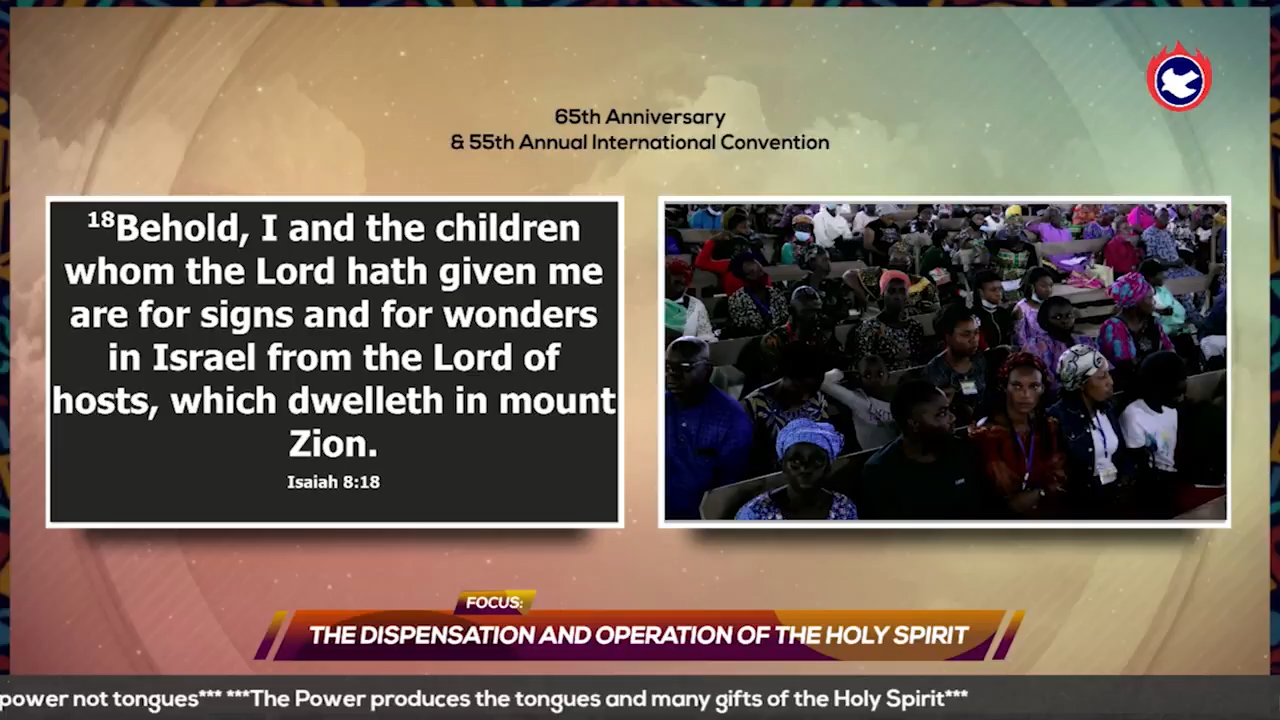 65th Anniversary
& 55th Annual International Convention
18Behold, I and the children
whom the Lord hath given me
are for signs and for wonders
in Israel from the Lord of
hosts, which dwelleth in mount
Zion.
Isaiah 8:18
FOCUS:
THE DISPENSATION AND OPERATION OF THE HOLY SPIRIT
power not tongues*** ***The Power produces the tongues and many gifts of the Holy Spirit***